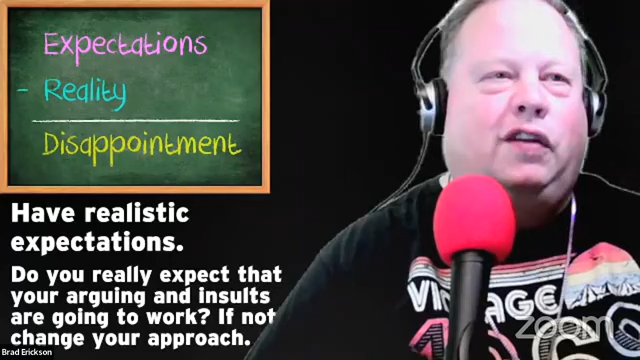 Expectations
- Reality
Disappointment
Have realistic
expectations.
Do you really expect that
your arguing and insults
are going to work? If not
change your approach.
Brad Erickson
zoom